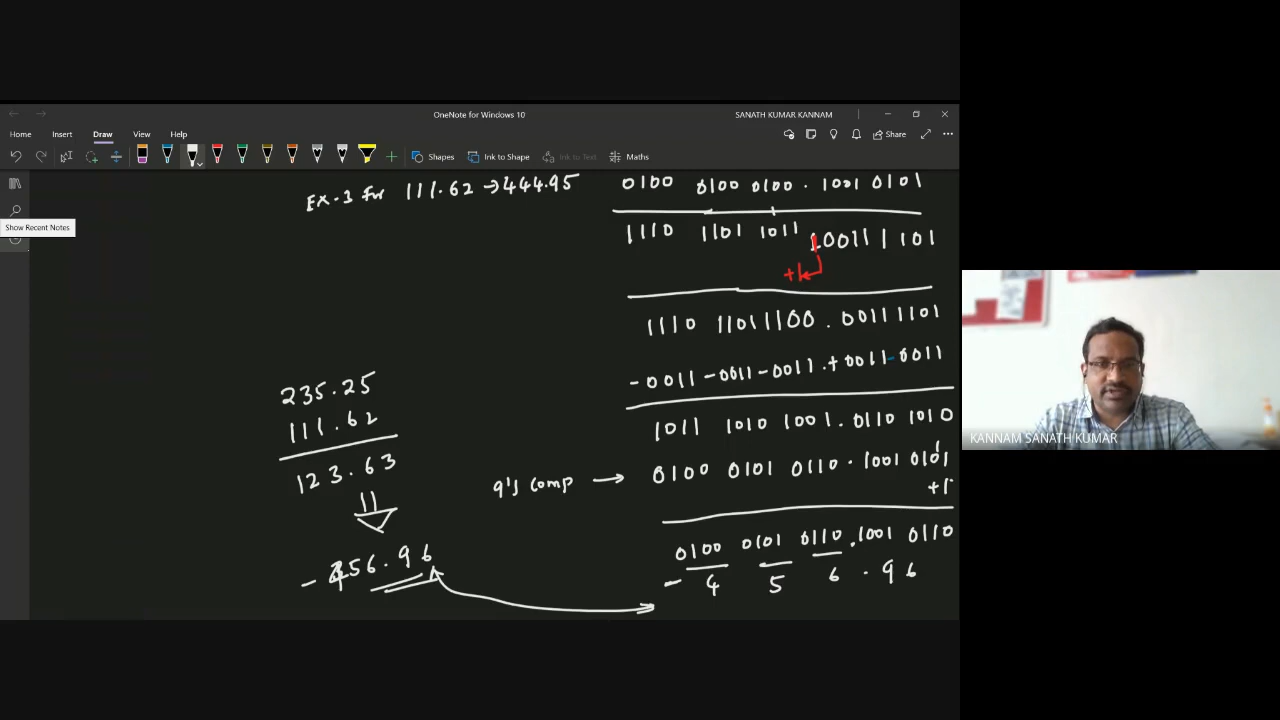 OneNote for Windows 10
SANATH KUMAR KANNAM
Home Insert Draw View Help
Share
Shapes Ink to Shape Ink to Text Maths
Show Recent Notes
Ex-3 for 111.62 → 444.95
0100 0100 0100 . 1001 0101
1110 1101 1011 10011 1101
+1
1110 1101 1100 . 0011 1101
-0011 -0011 -0011 . +0011 -0011
1011 1010 1001 . 0110 1010
9's comp → 0100 0101 0110 . 1001 0101
+1
0100 0101 0110 . 1001 0110
- 4 5 6 . 9 6
235.25
111.62
123.63
- 456.96
KANNAM SANATH KUMAR